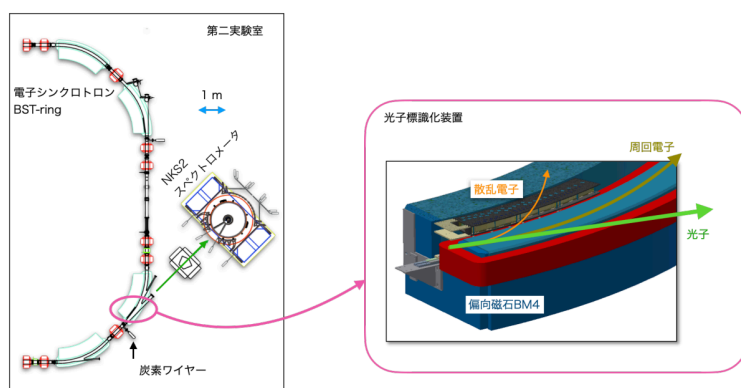 第二実験室
電子シンクロトロン
BST-ring
1 m
NKS2
スペクトロメータ
炭素ワイヤー
光子標識化装置
周回電子
散乱電子
光子
偏向磁石BM4